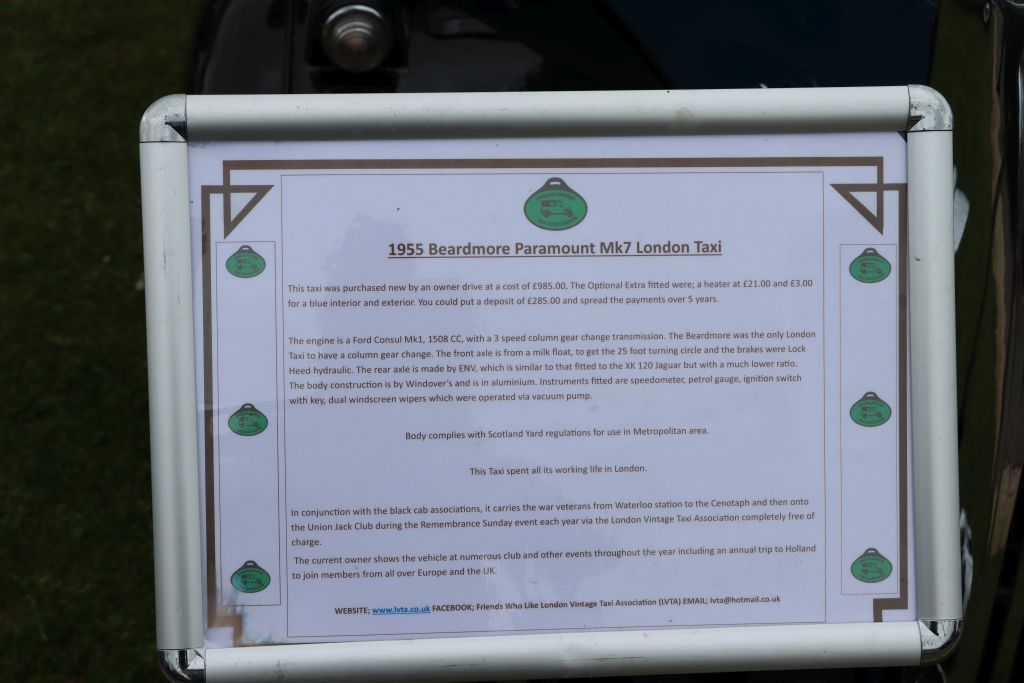 LONDON VINTAGE
TAXI ASSOCIATION
1955 Beardmore Paramount Mk7 London Taxi
This taxi was purchased new by an owner drive at a cost of £985.00, The Optional Extra fitted were; a heater at £21.00 and £3.00
for a blue interior and exterior. You could put a deposit of £285.00 and spread the payments over 5 years.
The engine is a Ford Consul Mk1, 1508 CC, with a 3 speed column gear change transmission. The Beardmore was the only London
Taxi to have a column gear change. The front axle is from a milk float, to get the 25 foot turning circle and the brakes were Lock
Heed hydraulic. The rear axle is made by ENV, which is similar to that fitted to the XK 120 Jaguar but with a much lower ratio.
The body construction is by Windover's and is in aluminium. Instruments fitted are speedometer, petrol gauge, ignition switch
with key, dual windscreen wipers which were operated via vacuum pump.
Body complies with Scotland Yard regulations for use in Metropolitan area.
This Taxi spent all its working life in London.
In conjunction with the black cab associations, it carries the war veterans from Waterloo station to the Cenotaph and then onto
the Union Jack Club during the Remembrance Sunday event each year via the London Vintage Taxi Association completely free of
charge.
The current owner shows the vehicle at numerous club and other events throughout the year including an annual trip to Holland
to join members from all over Europe and the UK.
WEBSITE; www.lvta.co.uk FACEBOOK; Friends Who Like London Vintage Taxi Association (LVTA) EMAIL; lvta@hotmail.co.uk